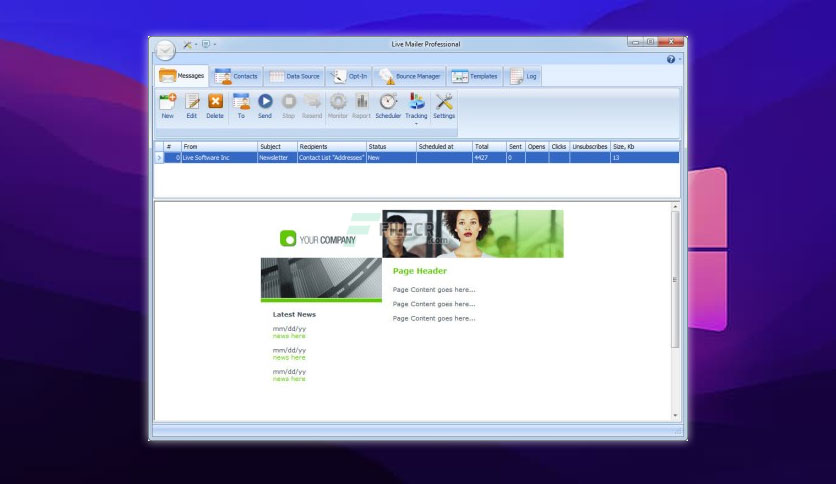 Live Mailer Professional
Messages Contacts Data Source Opt-In Bounce Manager Templates Log
New Edit Delete To Send Stop Resend Monitor Report Scheduler Tracking Settings
# From Subject Recipients Status Scheduled at Total Sent Opens Clicks Unsubscribes Size, Kb
0 Live Software Inc Newsletter Contact List "Addresses" New 4427 0 13
YOUR COMPANY
Page Header
Page Content goes here...
Page Content goes here...
Page Content goes here...
Latest News
mm/dd/yy
news here
mm/dd/yy
news here
mm/dd/yy
news here